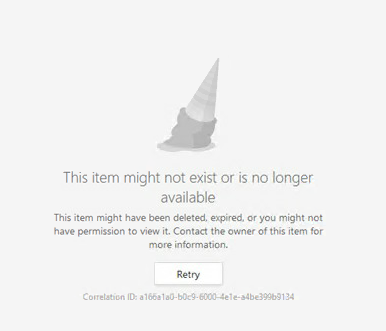 This item might not exist or is no longer
available
This item might have been deleted, expired, or you might not
have permission to view it. Contact the owner of this item for
more information.
Retry
Correlation ID: a166a1a0-b0c9-6000-4e1e-a4be399b9134